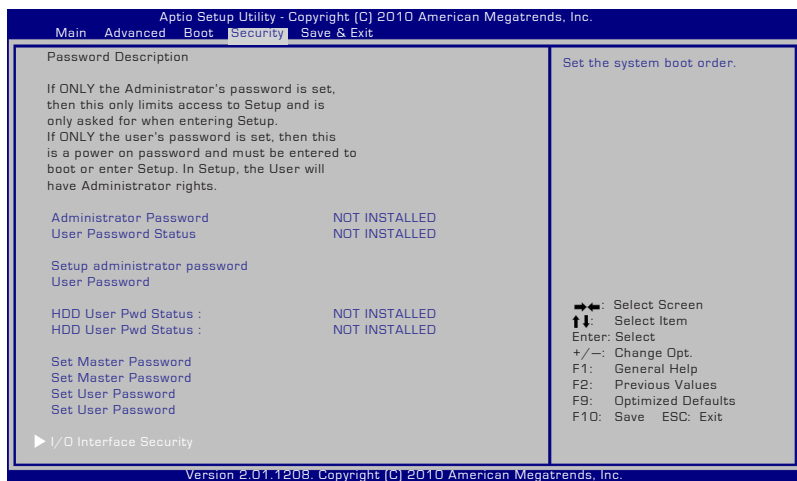 Aptio Setup Utility - Copyright (C) 2010 American Megatrends, Inc.
Main Advanced Boot Security Save & Exit
Password Description
If ONLY the Administrator's password is set,
then this only limits access to Setup and is
only asked for when entering Setup.
If ONLY the user's password is set, then this
is a power on password and must be entered to
boot or enter Setup. In Setup, the User will
have Administrator rights.
Administrator Password NOT INSTALLED
User Password Status NOT INSTALLED
Setup administrator password
User Password
HDD User Pwd Status : NOT INSTALLED
HDD User Pwd Status : NOT INSTALLED
Set Master Password
Set Master Password
Set User Password
Set User Password
I/O Interface Security
Set the system boot order.
→←: Select Screen
↑↓: Select Item
Enter: Select
+/—: Change Opt.
F1: General Help
F2: Previous Values
F9: Optimized Defaults
F10: Save ESC: Exit
Version 2.01.1208. Copyright (C) 2010 American Megatrends, Inc.